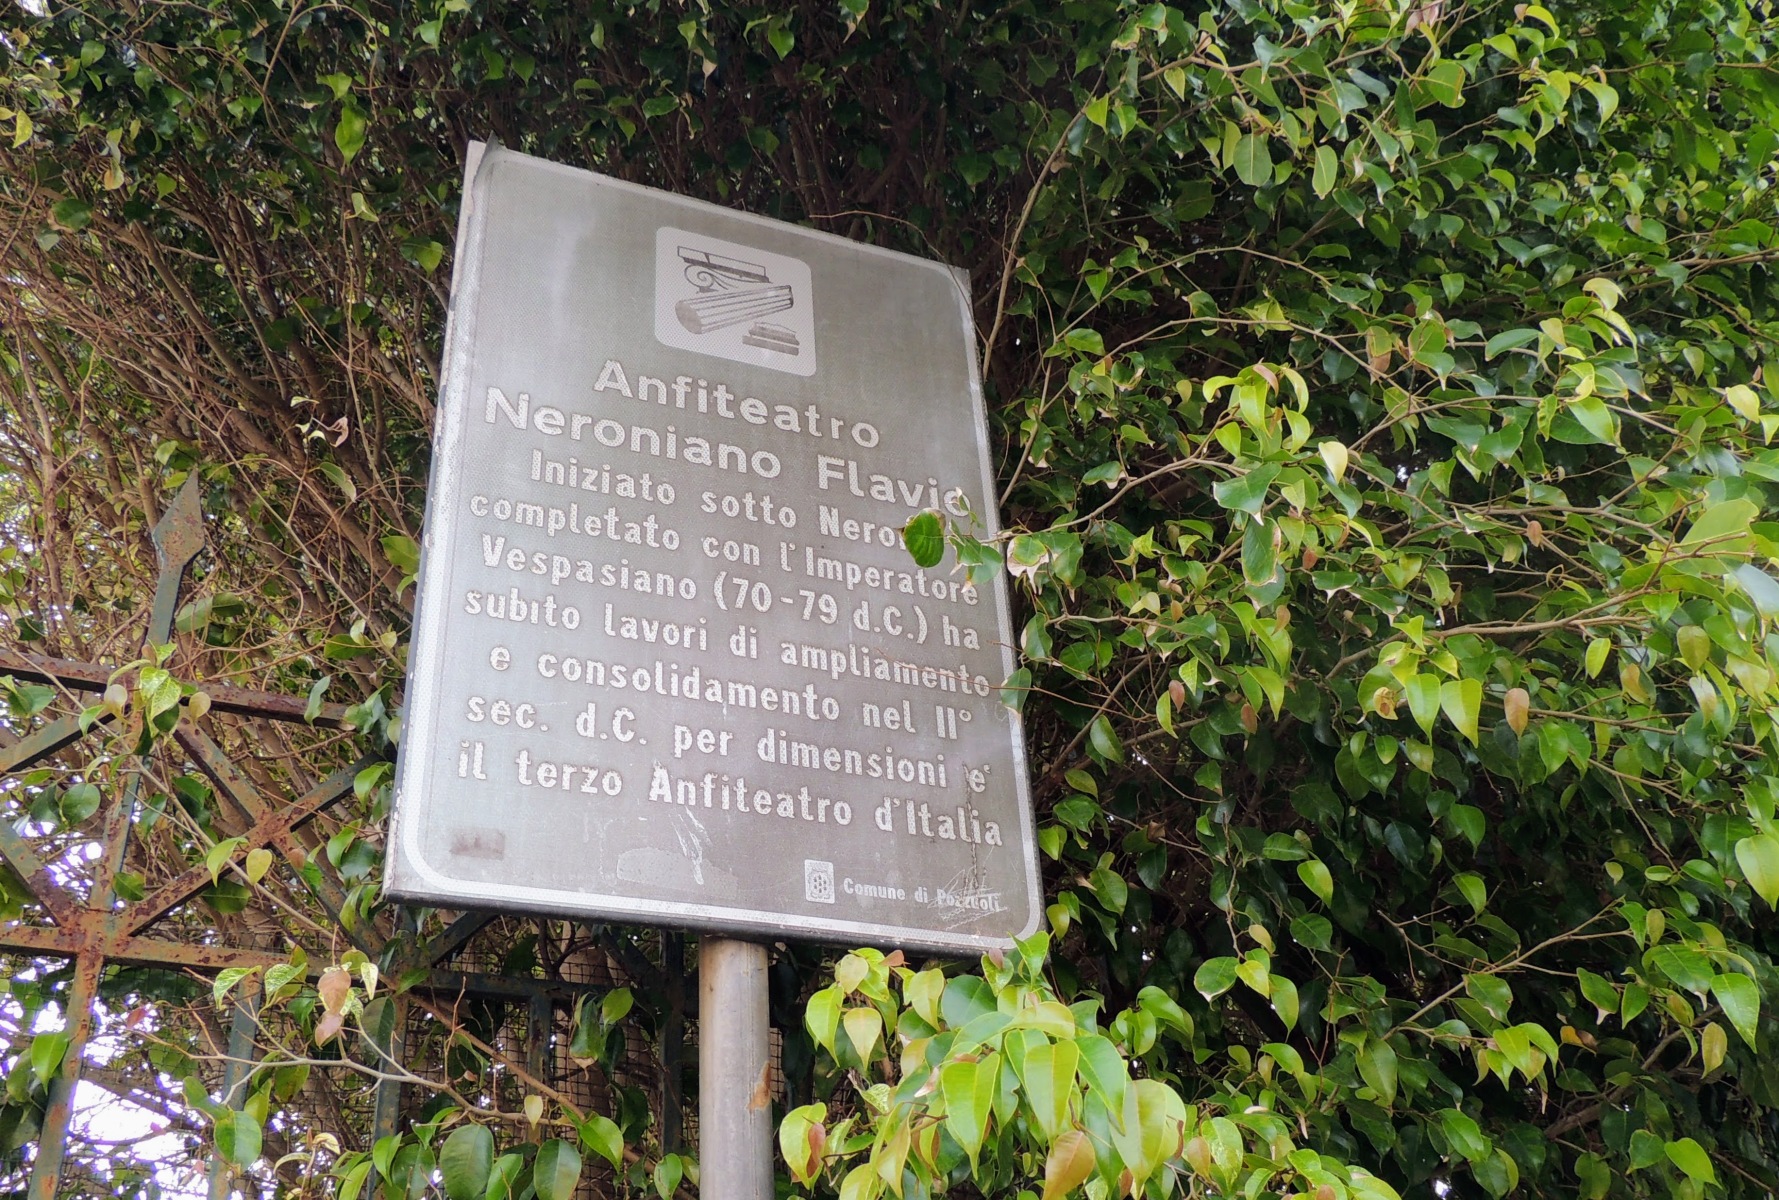 Anfiteatro
Neroniano Flavio
Iniziato sotto
completato con l'Imperatore
Vespasiano (70-79 d.C.) ha
subito lavori di ampliamento
e consolidamento nel II°
sec. d.C. per dimensioni e'
il terzo Anfiteatro d'Italia
Comune di Pozzuoli